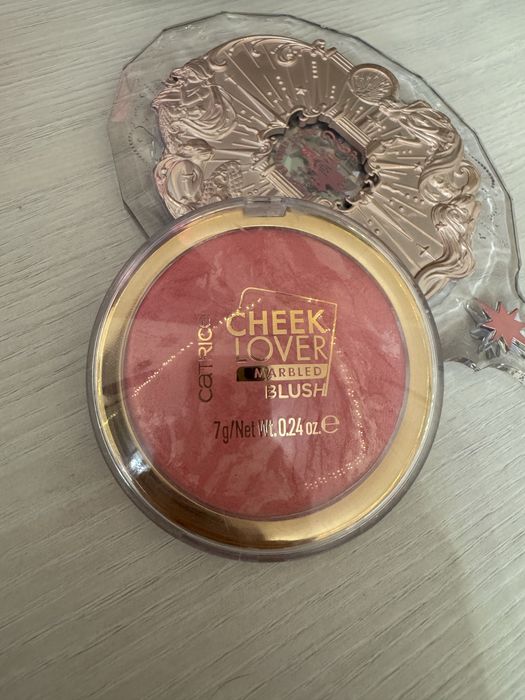 CATRICE
CHEEK
LOVER
MARBLED
BLUSH
7g/Net Wt. 0.24 oz. e